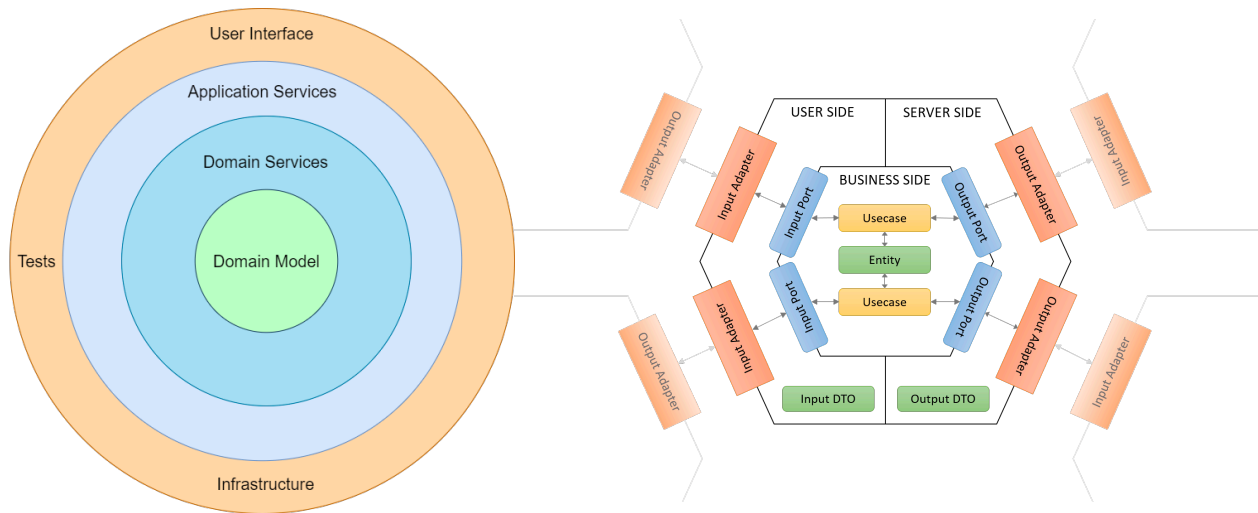 User Interface
Application Services
Domain Services
Domain Model
Tests
Infrastructure
USER SIDE
SERVER SIDE
BUSINESS SIDE
Output Adapter
Input Adapter
Input Port
Usecase
Output Port
Output Adapter
Input Adapter
Entity
Output Adapter
Input Adapter
Input Port
Usecase
Output Port
Output Adapter
Input Adapter
Input DTO
Output DTO